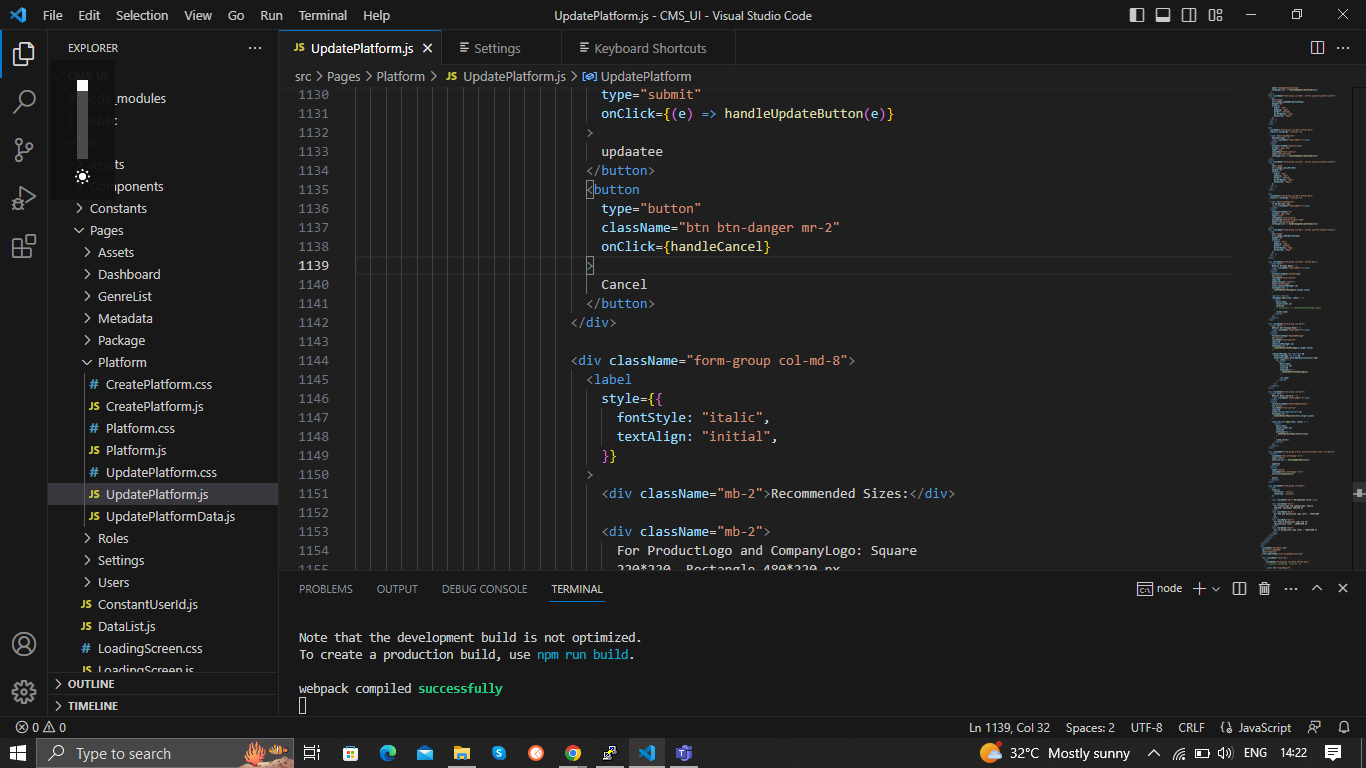 File Edit Selection View Go Run Terminal Help
UpdatePlatform.js - CMS_UI - Visual Studio Code
EXPLORER
JS UpdatePlatform.js
Settings
Keyboard Shortcuts
src > Pages > Platform > JS UpdatePlatform.js > UpdatePlatform
_modules
Components
> Constants
Pages
> Assets
> Dashboard
> GenreList
> Metadata
> Package
Platform
# CreatePlatform.css
JS CreatePlatform.js
# Platform.css
JS Platform.js
# UpdatePlatform.css
JS UpdatePlatform.js
JS UpdatePlatformData.js
> Roles
> Settings
> Users
JS ConstantUserId.js
JS DataList.js
# LoadingScreen.css
JS LoadingScreen.js
> OUTLINE
> TIMELINE
1130 type="submit"
1131 onClick={(e) => handleUpdateButton(e)}
1132 >
1133 updaatee
1134 </button>
1135 <button
1136 type="button"
1137 className="btn btn-danger mr-2"
1138 onClick={handleCancel}
1139 >
1140 Cancel
1141 </button>
1142 </div>
1143
1144 <div className="form-group col-md-8">
1145 <label
1146 style={{
1147 fontStyle: "italic",
1148 textAlign: "initial",
1149 }}
1150 >
1151 <div className="mb-2">Recommended Sizes:</div>
1152
1153 <div className="mb-2">
1154 For ProductLogo and CompanyLogo: Square
1155 220*220, Rectangle 480*220 px
PROBLEMS OUTPUT DEBUG CONSOLE TERMINAL
node
Note that the development build is not optimized.
To create a production build, use npm run build.
webpack compiled successfully
0 0
Ln 1139, Col 32 Spaces: 2 UTF-8 CRLF {} JavaScript
Type to search
32°C Mostly sunny
ENG 14:22